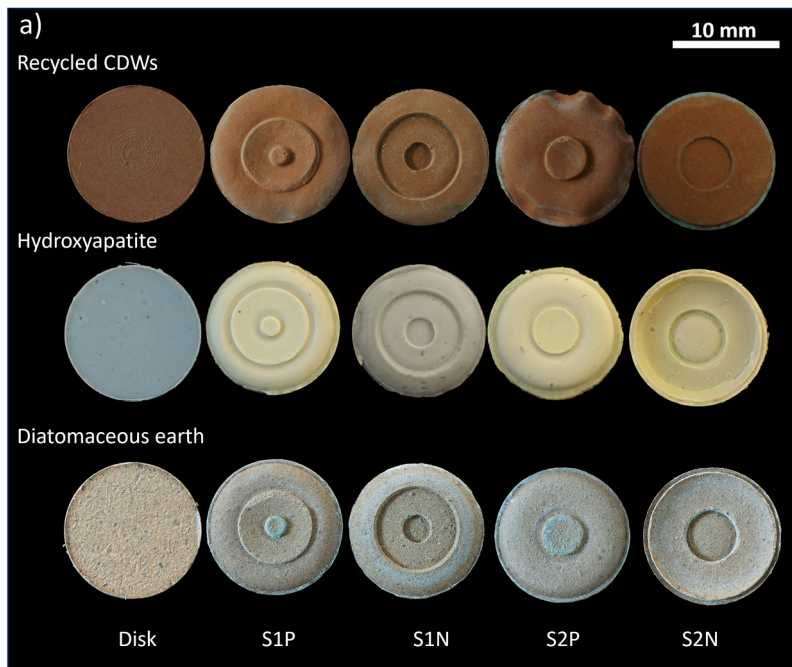 a)
10 mm
Recycled CDWs
Hydroxyapatite
Diatomaceous earth
Disk S1P S1N S2P S2N